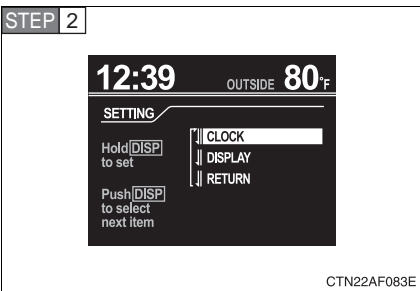 STEP 2
12:39 OUTSIDE 80°F
SETTING
Hold DISP
to set
Push DISP
to select
next item
CLOCK
DISPLAY
RETURN
CTN22AF083E